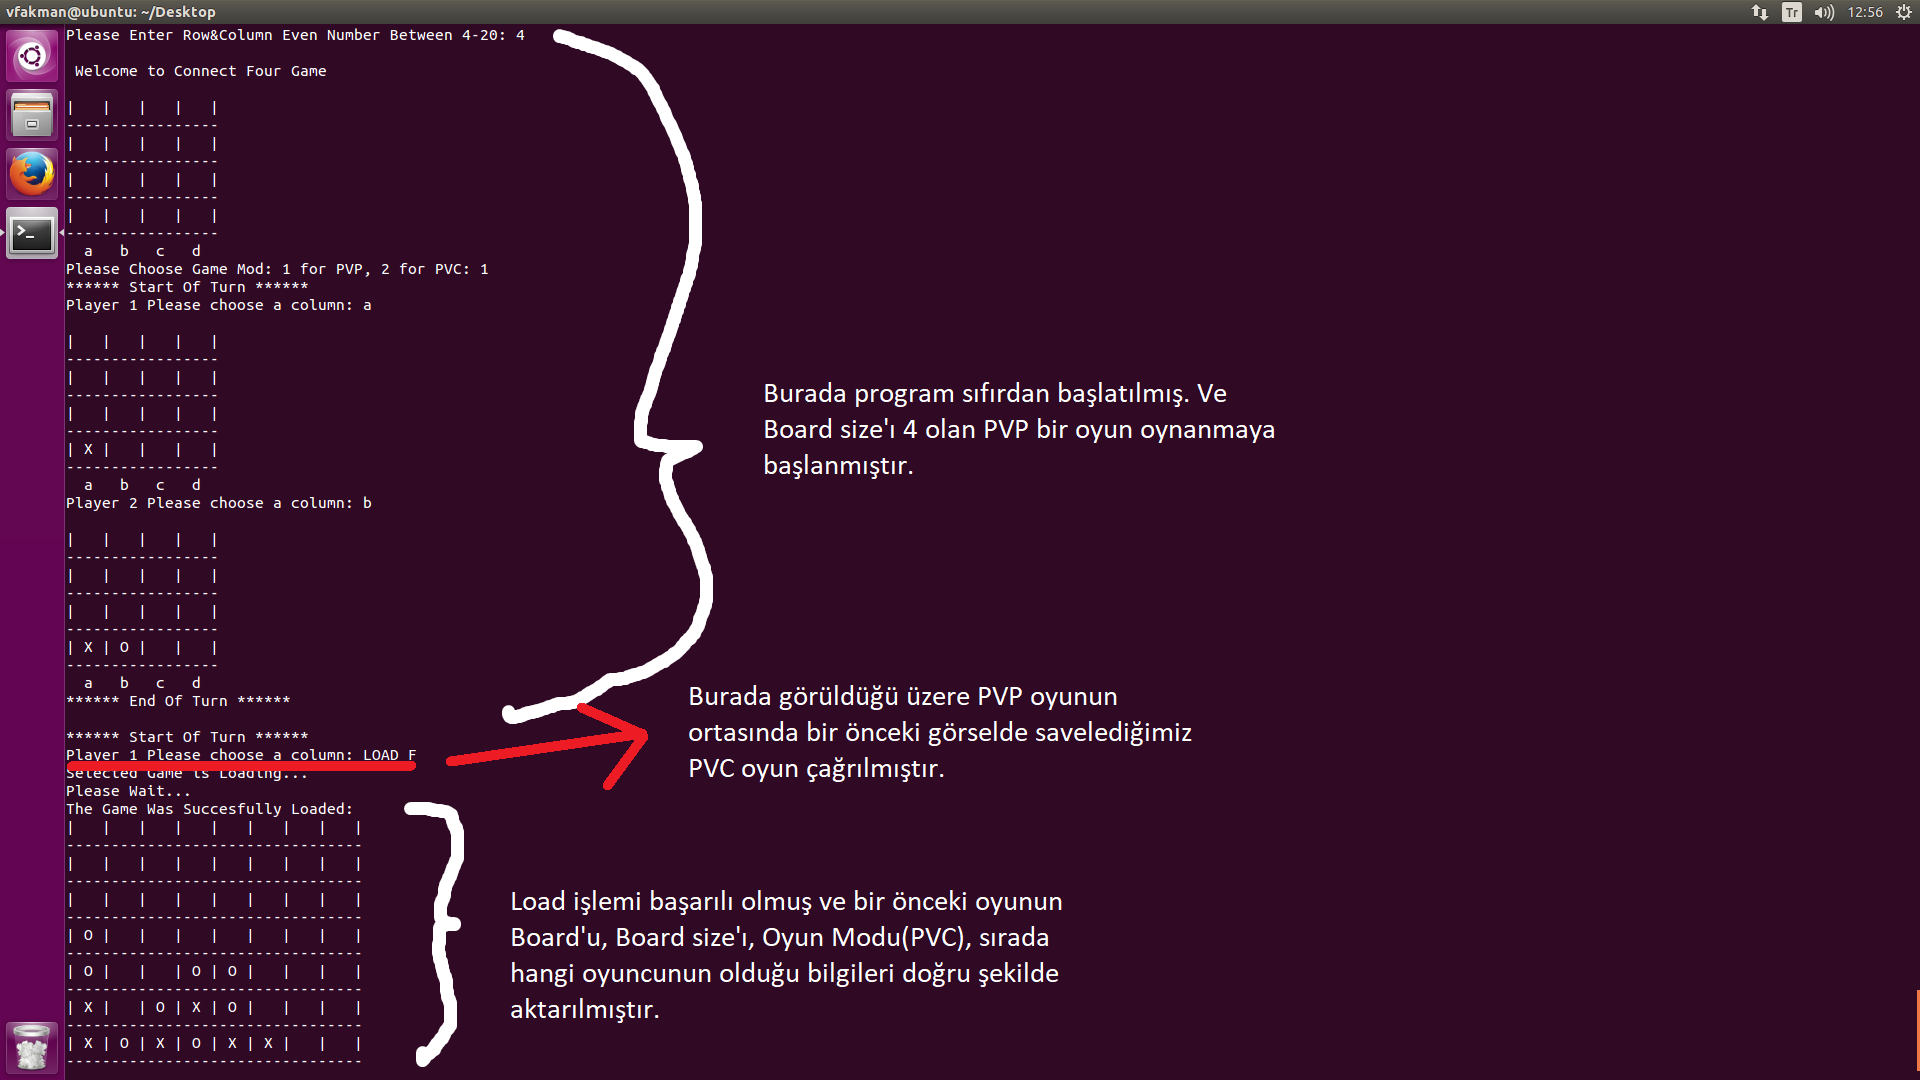 vfakman@ubuntu: ~/Desktop
Tr
12:56
Please Enter Row&Column Even Number Between 4-20: 4
Welcome to Connect Four Game
|   |   |   |   |
-----------------
|   |   |   |   |
-----------------
|   |   |   |   |
-----------------
|   |   |   |   |
-----------------
a   b   c   d
Please Choose Game Mod: 1 for PVP, 2 for PVC: 1
****** Start Of Turn ******
Player 1 Please choose a column: a
|   |   |   |   |
-----------------
|   |   |   |   |
-----------------
|   |   |   |   |
-----------------
| X |   |   |   |
-----------------
a   b   c   d
Player 2 Please choose a column: b
|   |   |   |   |
-----------------
|   |   |   |   |
-----------------
|   |   |   |   |
-----------------
| X | O |   |   |
-----------------
a   b   c   d
****** End Of Turn ******
****** Start Of Turn ******
Player 1 Please choose a column: LOAD F
Selected Game is Loading...
Please Wait...
The Game Was Succesfully Loaded:
|   |   |   |   |   |   |   |   |
---------------------------------
|   |   |   |   |   |   |   |   |
---------------------------------
|   |   |   |   |   |   |   |   |
---------------------------------
| O |   |   |   |   |   |   |   |
---------------------------------
| O |   |   | O | O |   |   |   |
---------------------------------
| X |   | O | X | O |   |   |   |
---------------------------------
| X | O | X | O | X | X |   |   |
---------------------------------
Burada program sıfırdan başlatılmış. Ve
Board size'ı 4 olan PVP bir oyun oynanmaya
başlanmıştır.
Burada görüldüğü üzere PVP oyunun
ortasında bir önceki görselde savelediğimiz
PVC oyun çağrılmıştır.
Load işlemi başarılı olmuş ve bir önceki oyunun
Board'u, Board size'ı, Oyun Modu(PVC), sırada
hangi oyuncunun olduğu bilgileri doğru şekilde
aktarılmıştır.